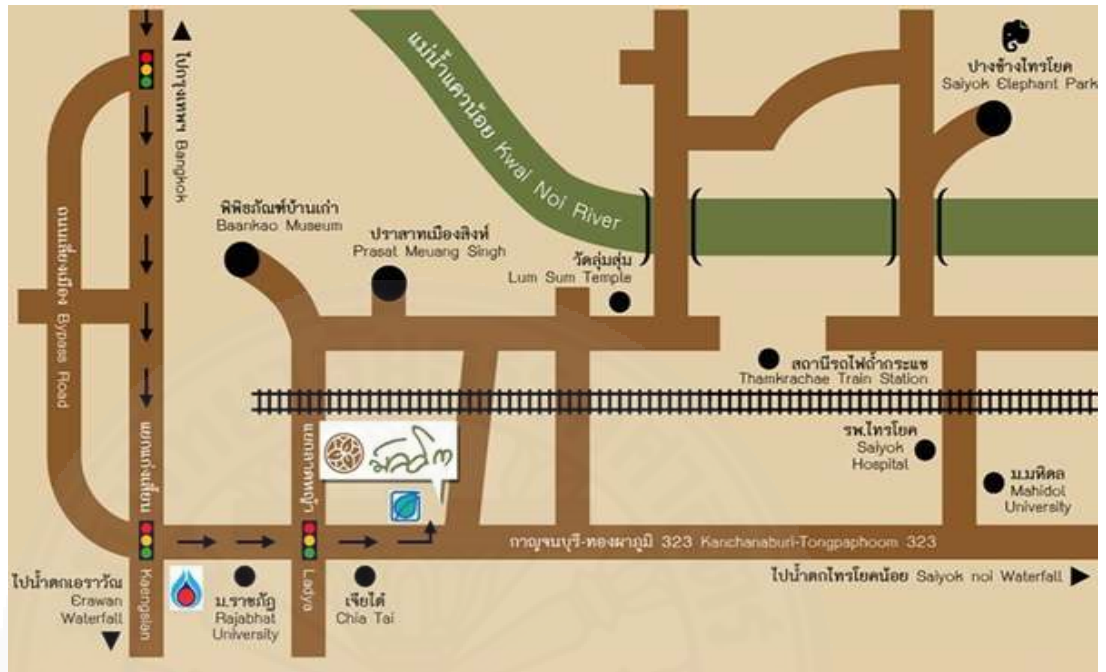 ไปกรุงเทพฯ Bangkok
แม่น้ำแควน้อย Kwai Noi River
ปางช้างไทรโยค
Saiyok Elephant Park
ถนนเลี่ยงเมือง Bypass Road
พิพิธภัณฑ์บ้านเก่า
Baankao Museum
ปราสาทเมืองสิงห์
Prasat Meuang Singh
วัดลุ่มสุ่ม
Lum Sum Temple
สถานีรถไฟถ้ำกระแซ
Thamkrachae Train Station
แยกแก่งเสี้ยน
Kaengsian
แยกลาดหญ้า
Ladya
มัลลิกา
รพ.ไทรโยค
Saiyok
Hospital
ม.มหิดล
Mahidol
University
กาญจนบุรี-ทองผาภูมิ 323 Kanchanaburi-Tongpaphoom 323
ไปน้ำตกเอราวัณ
Erawan
Waterfall
ม.ราชภัฏ
Rajabhat
University
เจียไต๋
Chia Tai
ไปน้ำตกไทรโยคน้อย Saiyok noi Waterfall